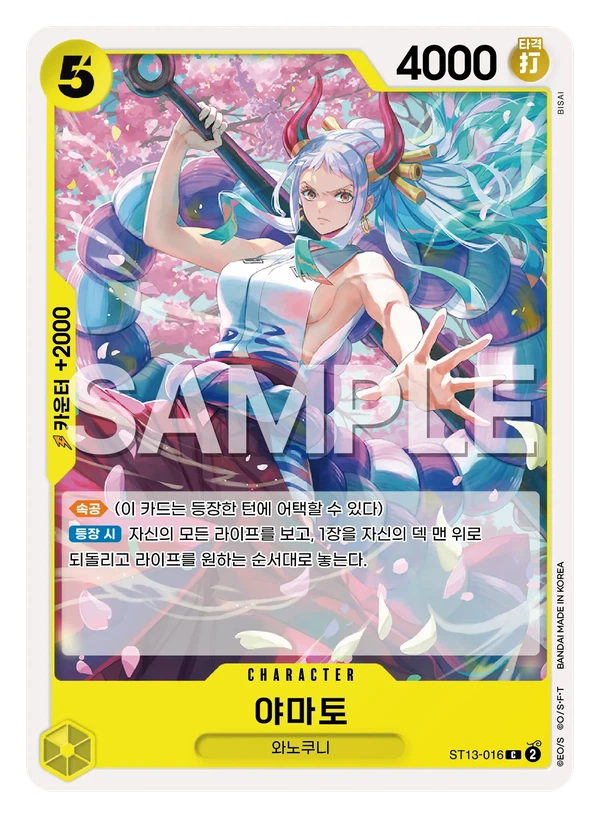 5
4000
타격
打
BISAI
카운터 +2000
SAMPLE
속공 (이 카드는 등장한 턴에 어택할 수 있다)
등장 시 자신의 모든 라이프를 보고, 1장을 자신의 덱 맨 위로
되돌리고 라이프를 원하는 순서대로 놓는다.
CHARACTER
야마토
와노쿠니
ST13-016 C 2
©EO/S ©O/S·F·T BANDAI MADE IN KOREA